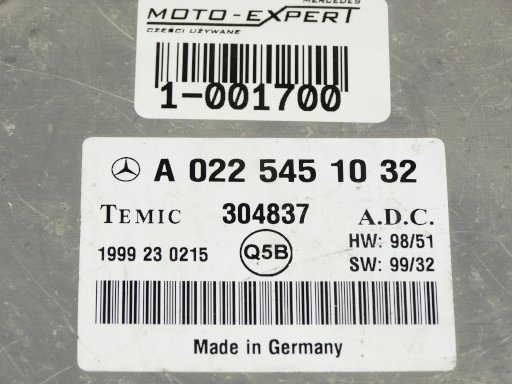 MERCEDES
MOTO-EXPERT
CZĘŚCI UŻYWANE
1-001700
A 022 545 10 32
TEMIC 304837 A.D.C.
1999 23 0215 Q5B HW: 98/51
SW: 99/32
Made in Germany